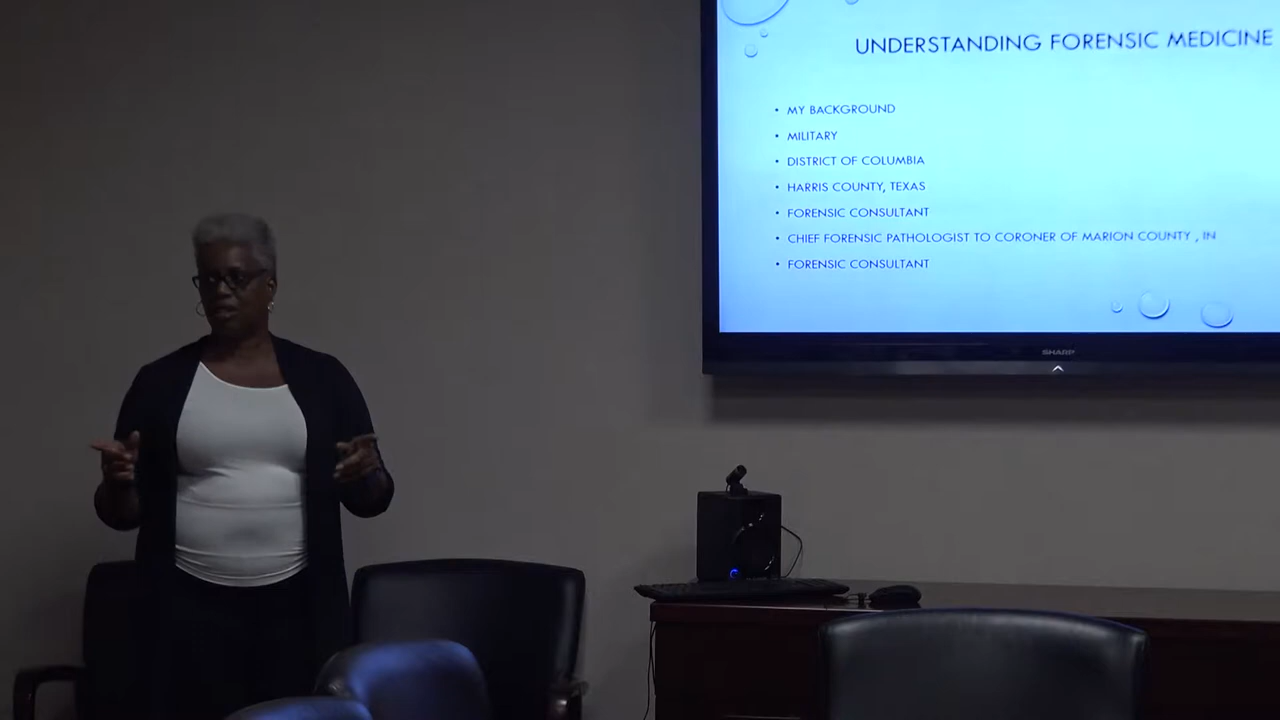 UNDERSTANDING FORENSIC MEDICINE
• MY BACKGROUND
• MILITARY
• DISTRICT OF COLUMBIA
• HARRIS COUNTY, TEXAS
• FORENSIC CONSULTANT
• CHIEF FORENSIC PATHOLOGIST TO CORONER OF MARION COUNTY , IN
• FORENSIC CONSULTANT
SHARP